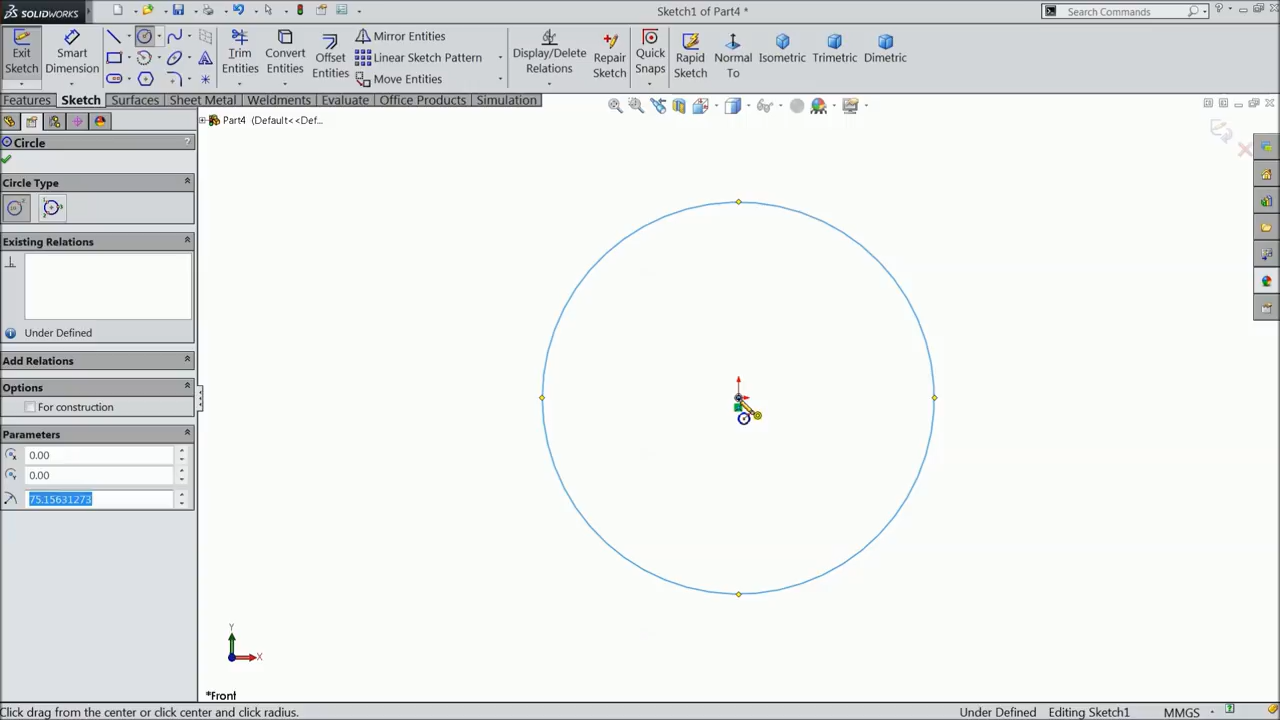 SOLIDWORKS
Sketch1 of Part4 *
Search Commands
?
Exit Sketch
Smart Dimension
Trim Entities
Convert Entities
Offset Entities
Mirror Entities
Linear Sketch Pattern
Move Entities
Display/Delete Relations
Repair Sketch
Quick Snaps
Rapid Sketch
Normal To
Isometric
Trimetric
Dimetric
Features
Sketch
Surfaces
Sheet Metal
Weldments
Evaluate
Office Products
Simulation
Part4 (Default<<Def...
Circle
?
Circle Type
Existing Relations
Under Defined
Add Relations
Options
For construction
Parameters
0.00
0.00
75.15631273
Y
X
*Front
Click drag from the center or click center and click radius.
Under Defined
Editing Sketch1
MMGS